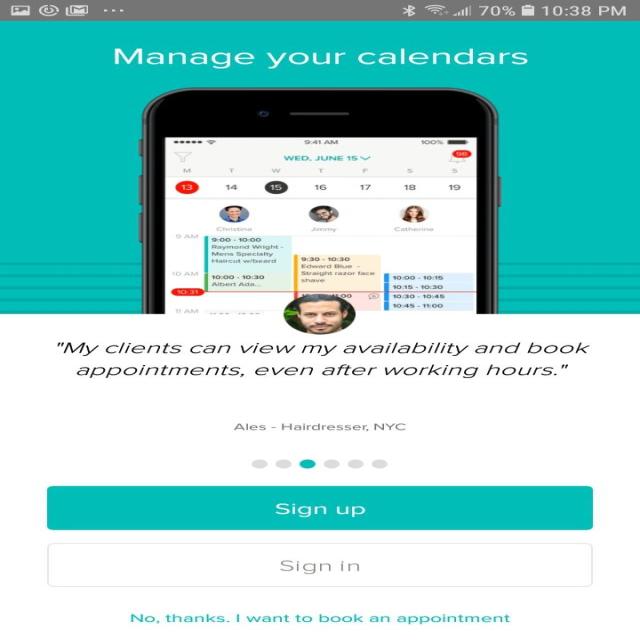 70% 10:38 PM
Manage your calendars
9:41 AM 100%
WED, JUNE 15
98
M T W T F S S
13 14 15 16 17 18 19
Christine Jimmy Catherine
9 AM
9:00 - 10:00
Raymond Wright -
Mens Specialty
Haircut w/beard
9:30 - 10:30
Edward Blue -
Straight razor face
shave
10 AM
10:00 - 10:30
Albert Ada...
10:00 - 10:15
10:15 - 10:30
10:31
10:30 - 10:45
10:45 - 11:00
11 AM
"My clients can view my availability and book
appointments, even after working hours."
Ales - Hairdresser, NYC
Sign up
Sign in
No, thanks. I want to book an appointment